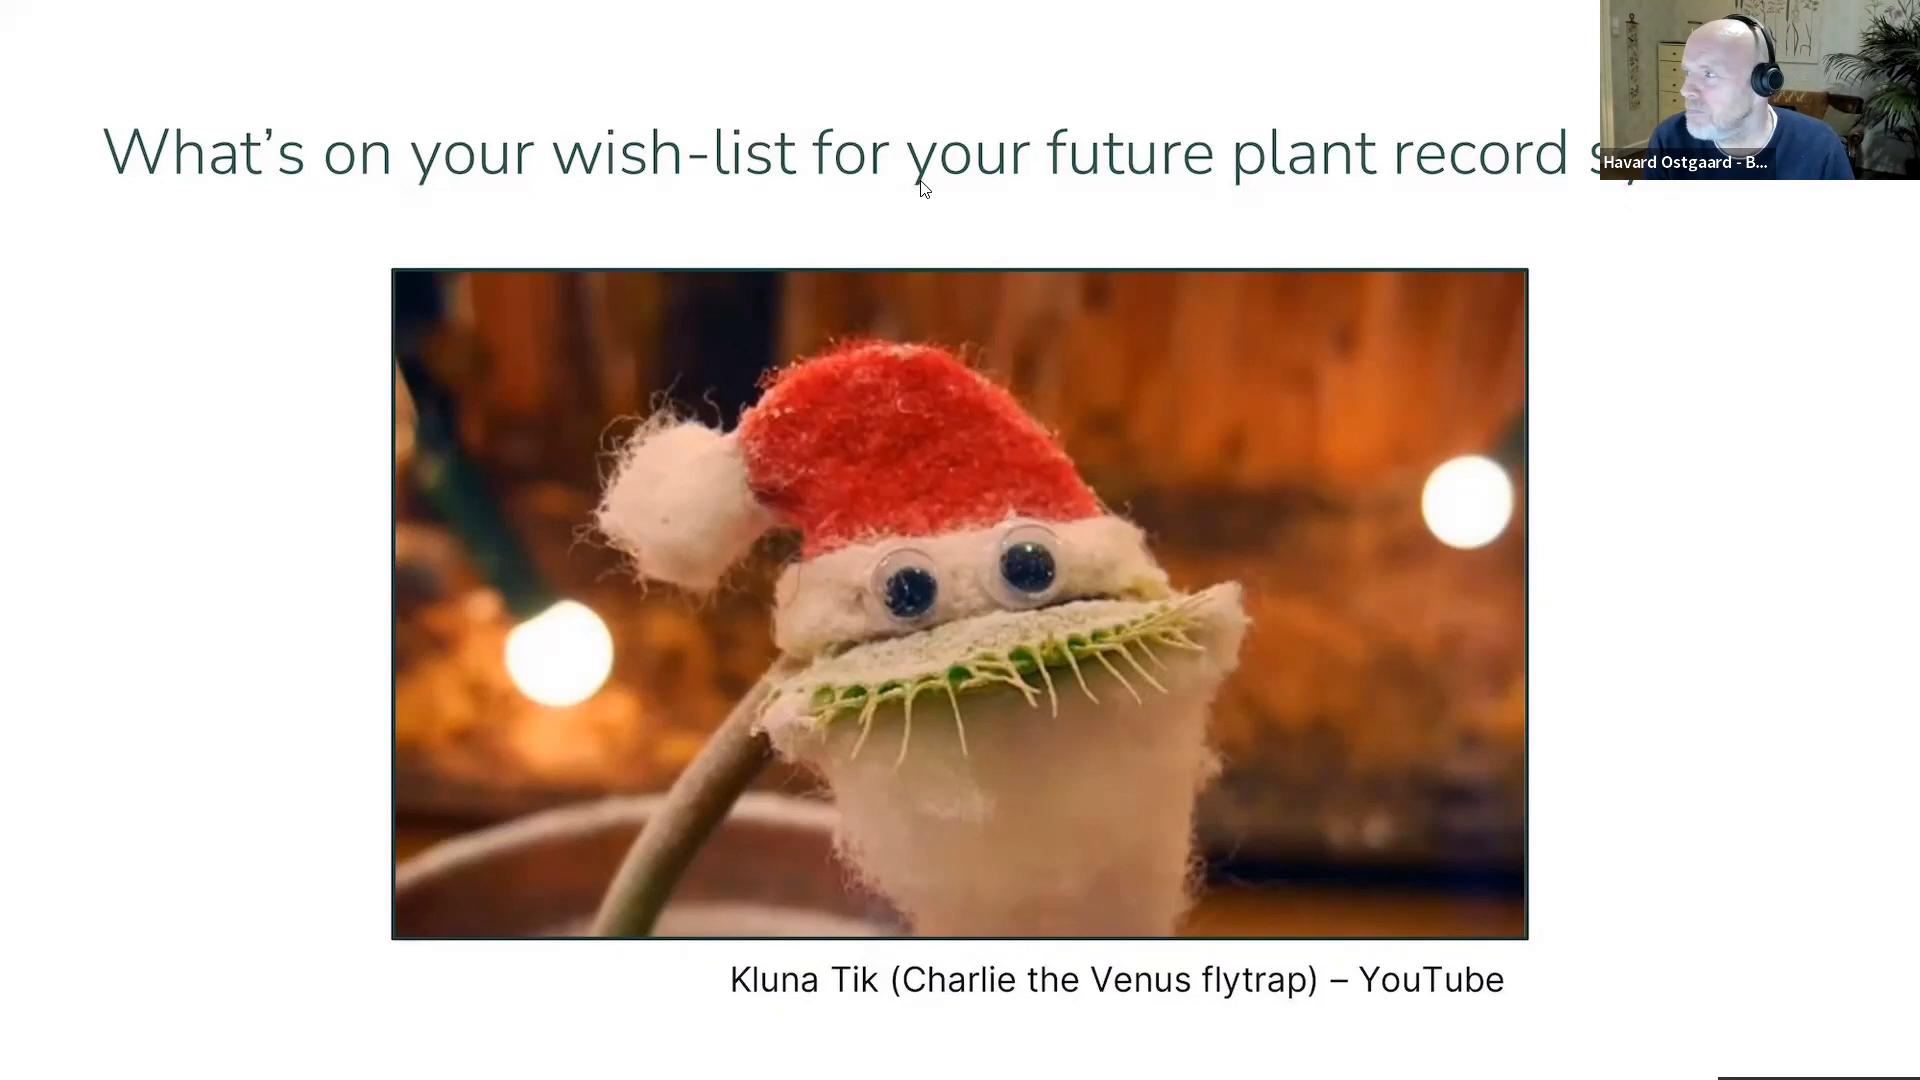 What’s on your wish-list for your future plant record
Havard Ostgaard - B...
Kluna Tik (Charlie the Venus flytrap) – YouTube